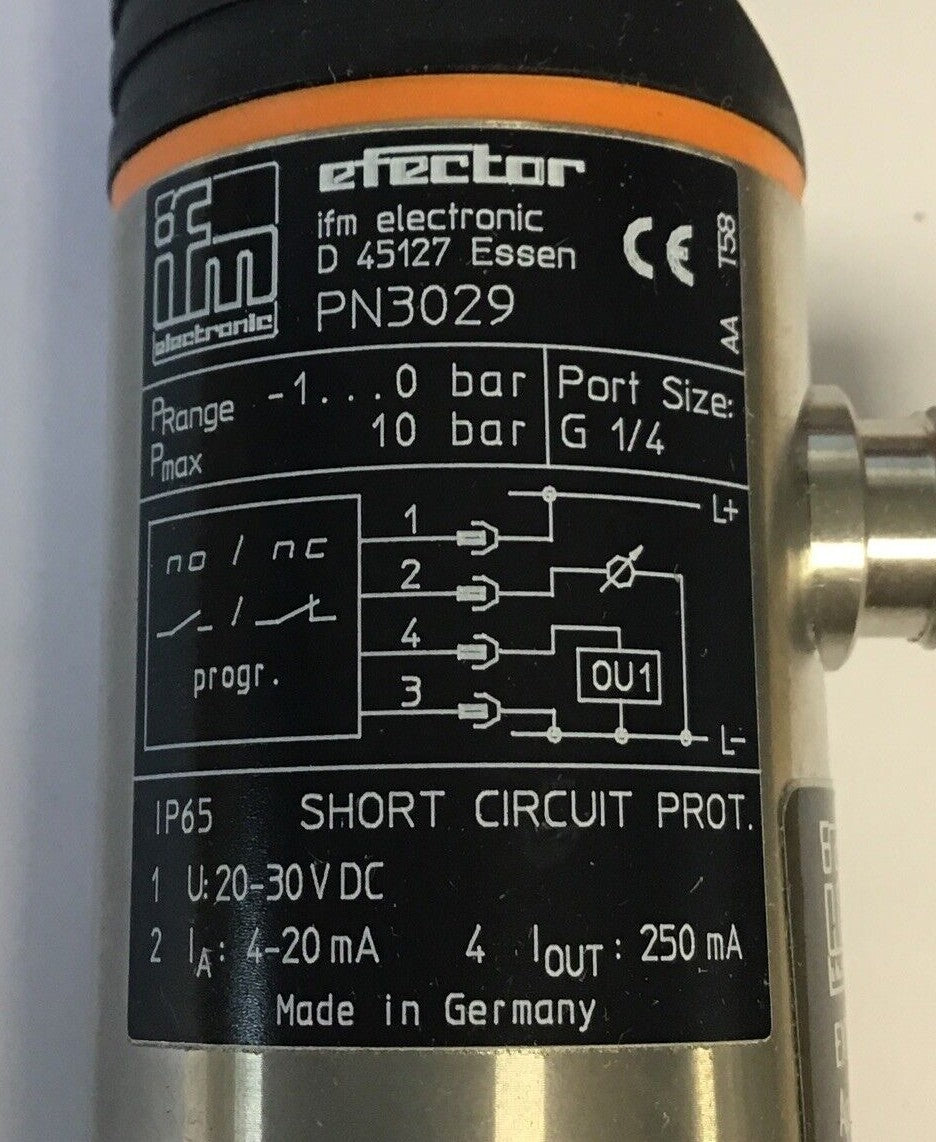 ifm
electronic
efector
ifm electronic
D 45127 Essen
PN3029
CE
T58
AA
PRange -1...0 bar
Pmax 10 bar
Port Size:
G 1/4
no / nc
/
progr.
1
2
4
3
L+
OU1
L-
IP65 SHORT CIRCUIT PROT.
1 U: 20-30 V DC
2 IA: 4-20 mA 4 IOUT: 250 mA
Made in Germany